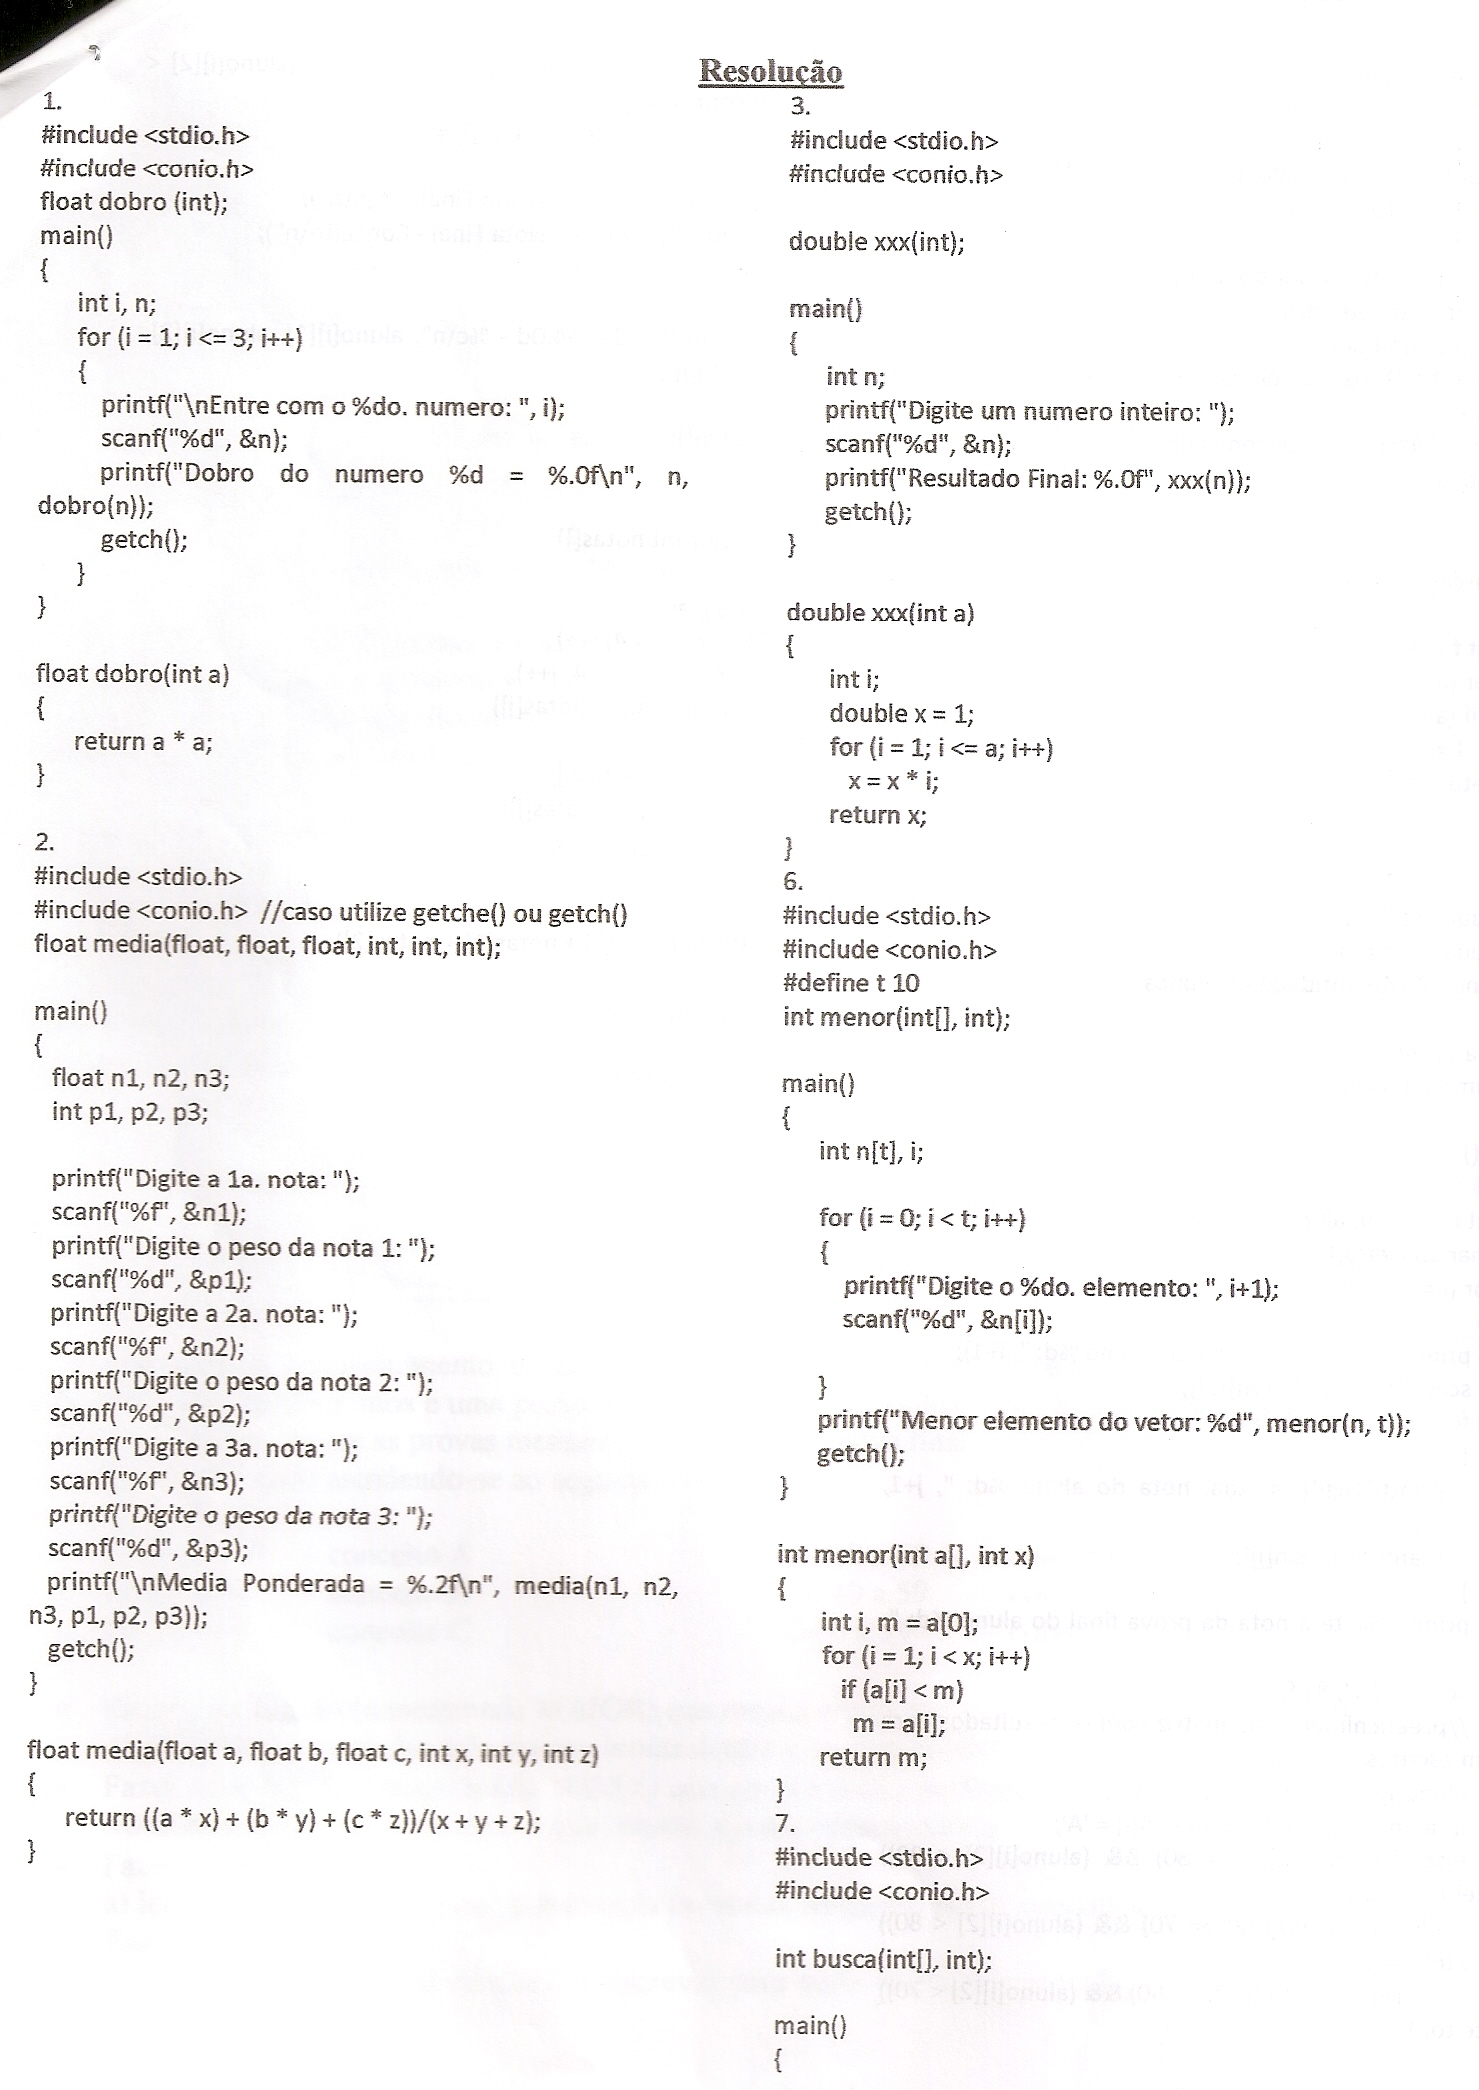 Resolução
1.
#include <stdio.h>
#include <conio.h>
float dobro (int);
main()
{
int i, n;
for (i = 1; i <= 3; i++)
{
printf("\nEntre com o %do. numero: ", i);
scanf("%d", &n);
printf("Dobro do numero %d = %.0f\n", n,
dobro(n));
getch();
}
}
float dobro(int a)
{
return a * a;
}
2.
#include <stdio.h>
#include <conio.h> //caso utilize getche() ou getch()
float media(float, float, float, int, int, int);
main()
{
float n1, n2, n3;
int p1, p2, p3;
printf("Digite a 1a. nota: ");
scanf("%f", &n1);
printf("Digite o peso da nota 1: ");
scanf("%d", &p1);
printf("Digite a 2a. nota: ");
scanf("%f", &n2);
printf("Digite o peso da nota 2: ");
scanf("%d", &p2);
printf("Digite a 3a. nota: ");
scanf("%f", &n3);
printf("Digite o peso da nota 3: ");
scanf("%d", &p3);
printf("\nMedia Ponderada = %.2f\n", media(n1, n2,
n3, p1, p2, p3));
getch();
}
float media(float a, float b, float c, int x, int y, int z)
{
return ((a * x) + (b * y) + (c * z))/(x + y + z);
}
3.
#include <stdio.h>
#include <conio.h>
double xxx(int);
main()
{
int n;
printf("Digite um numero inteiro: ");
scanf("%d", &n);
printf("Resultado Final: %.0f", xxx(n));
getch();
}
double xxx(int a)
{
int i;
double x = 1;
for (i = 1; i <= a; i++)
x = x * i;
return x;
}
6.
#include <stdio.h>
#include <conio.h>
#define t 10
int menor(int[], int);
main()
{
int n[t], i;
for (i = 0; i < t; i++)
{
printf("Digite o %do. elemento: ", i+1);
scanf("%d", &n[i]);
}
printf("Menor elemento do vetor: %d", menor(n, t));
getch();
}
int menor(int a[], int x)
{
int i, m = a[0];
for (i = 1; i < x; i++)
if (a[i] < m)
m = a[i];
return m;
}
7.
#include <stdio.h>
#include <conio.h>
int busca(int[], int);
main()
{